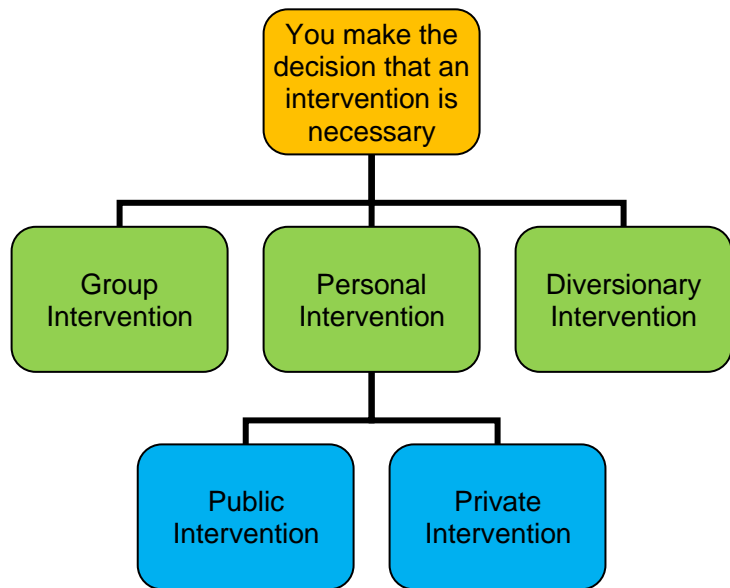 You make the
decision that an
intervention is
necessary
Group
Intervention
Personal
Intervention
Diversionary
Intervention
Public
Intervention
Private
Intervention